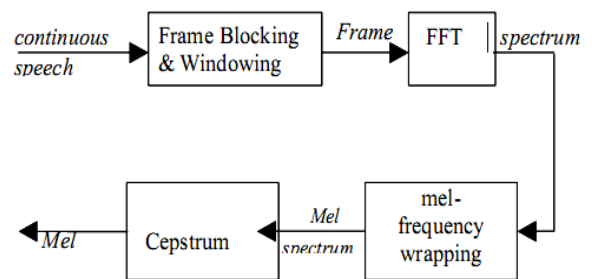 continuous
speech
Frame Blocking
& Windowing
Frame
FFT
spectrum
mel-
frequency
wrapping
Mel
spectrum
Cepstrum
Mel